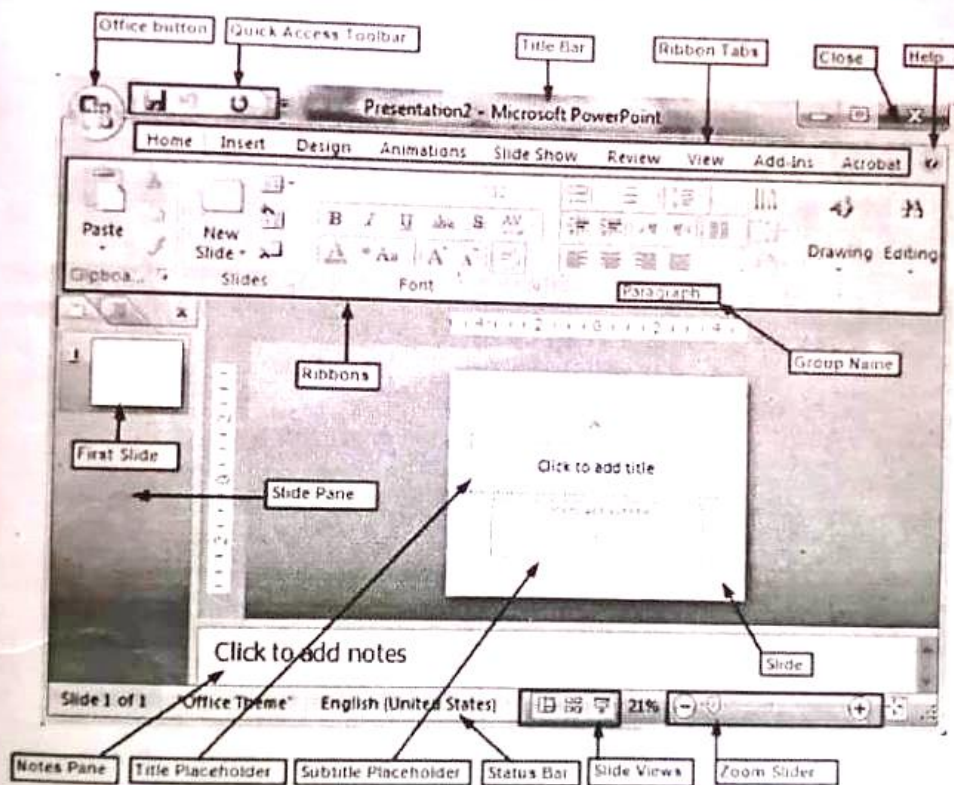 Office button
Quick Access Toolbar
Title Bar
Ribbon Tabs
Close
Help
Presentation2 - Microsoft PowerPoint
Home Insert Design Animations Slide Show Review View Add-Ins Acrobat
Paste
New
Slide
Drawing Editing
Clipboa...
Slides
Font
Paragraph
Ribbons
Group Name
1
First Slide
Slide Pane
Click to add title
Click to add notes
Slide
Slide 1 of 1 "Office Theme" English (United States) 21%
Notes Pane
Title Placeholder
Subtitle Placeholder
Status Bar
Slide Views
Zoom Slider